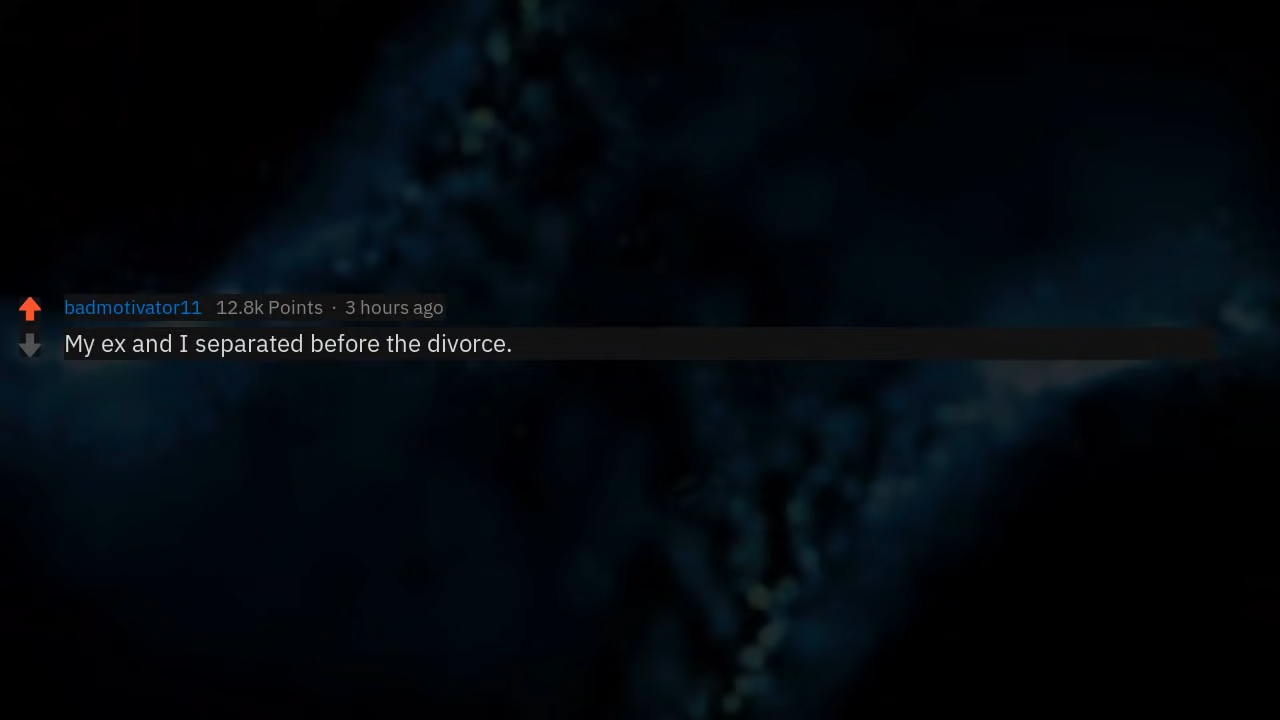 badmotivator11 12.8k Points · 3 hours ago
My ex and I separated before the divorce.